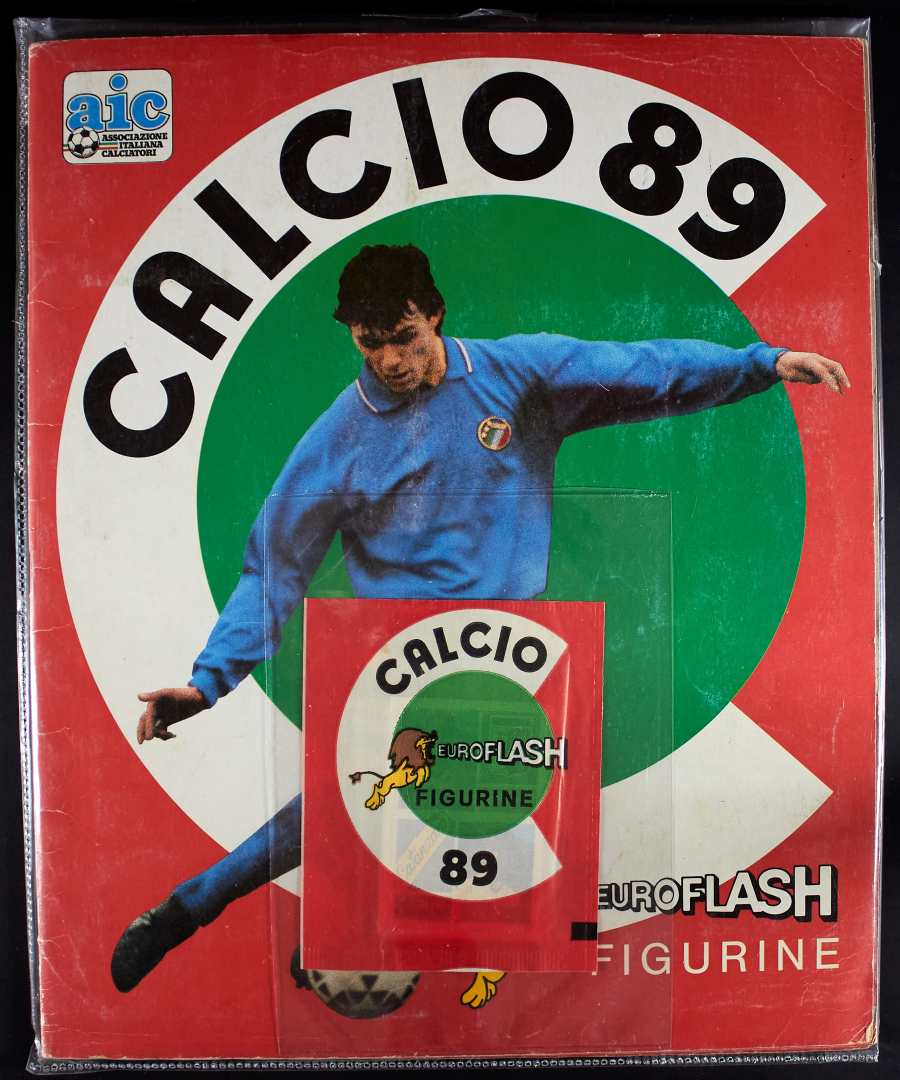 aic
ASSOCIAZIONE
ITALIANA
CALCIATORI
CALCIO 89
CALCIO
EUROFLASH
FIGURINE
89
EUROFLASH
FIGURINE